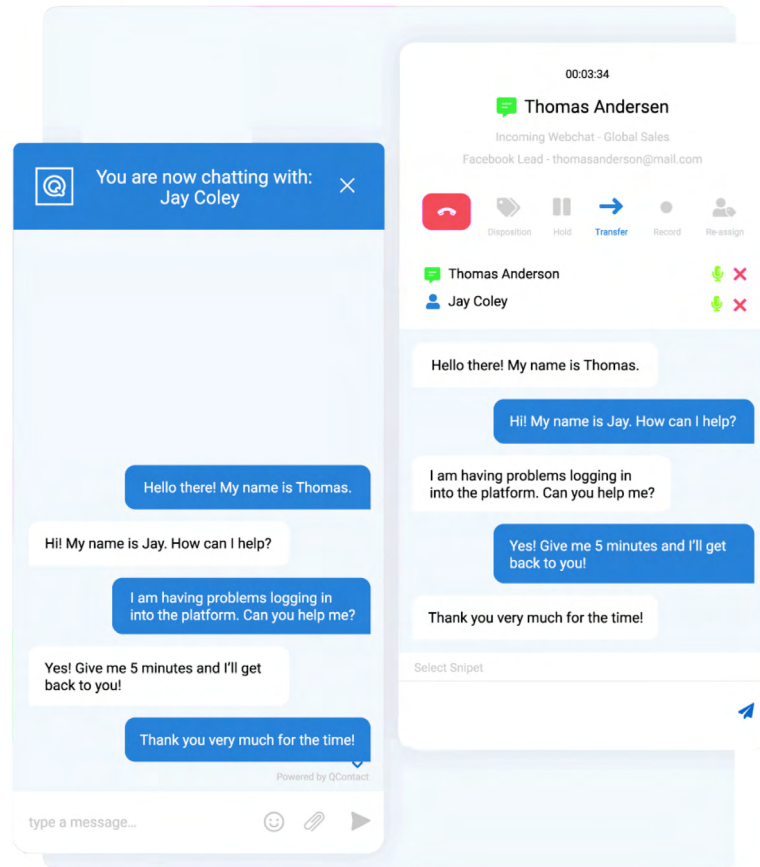 You are now chatting with:
Jay Coley
Hello there! My name is Thomas.
Hi! My name is Jay. How can I help?
I am having problems logging in
into the platform. Can you help me?
Yes! Give me 5 minutes and I'll get
back to you!
Thank you very much for the time!
Powered by QContact
type a message...
00:03:34
Thomas Andersen
Incoming Webchat - Global Sales
Facebook Lead - thomasanderson@mail.com
Disposition
Hold
Transfer
Record
Re-assign
Thomas Anderson
Jay Coley
Hello there! My name is Thomas.
Hi! My name is Jay. How can I help?
I am having problems logging in
into the platform. Can you help me?
Yes! Give me 5 minutes and I'll get
back to you!
Thank you very much for the time!
Select Snipet